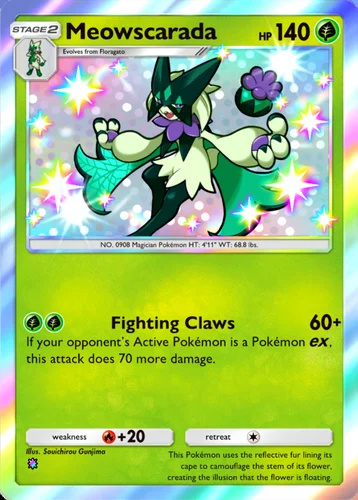 STAGE2 Meowscarada HP 140
Evolves from Floragato
NO. 0908 Magician Pokémon HT: 4'11" WT: 68.8 lbs.
Fighting Claws 60+
If your opponent's Active Pokémon is a Pokémon ex,
this attack does 70 more damage.
weakness +20 retreat
Illus. Souichirou Gunjima
This Pokémon uses the reflective fur lining its
cape to camouflage the stem of its flower,
creating the illusion that the flower is floating.